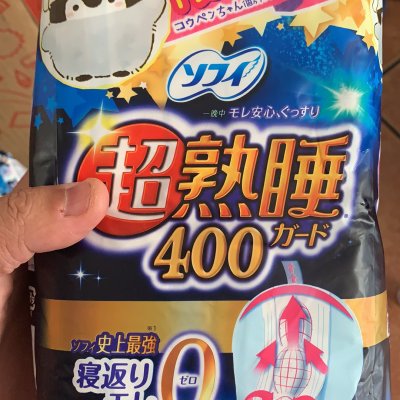 コウペンちゃん
ソフィ
一晩中 モレ安心、ぐっすり
超熟睡
ガード
400
ソフィ史上最強※1
寝返り
0
ゼロ